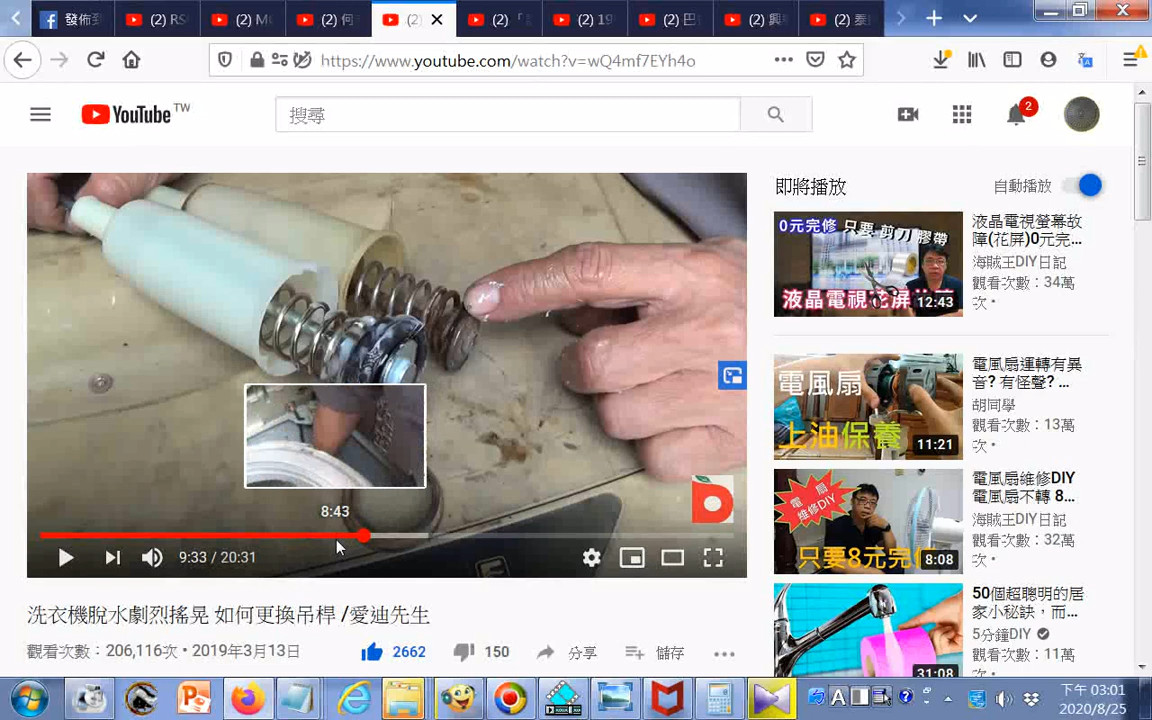 發佈
(2) RS
(2) M
(2) 何
(2)
(2) 「
(2) 19
(2) 巴
(2) 興
(2)
https://www.youtube.com/watch?v=wQ4mf7EYh4o
YouTube TW
搜尋
2
8:43
9:33 / 20:31
洗衣機脫水劇烈搖晃 如何更換吊桿 /愛迪先生
觀看次數：206,116次 • 2019年3月13日
2662
150
分享
儲存
即將播放
自動播放
0元完修 只要 剪刀 膠帶
液晶電視花屏
12:43
液晶電視螢幕故
障(花屏)0元完...
海賊王DIY日記
觀看次數：34萬
次 •
電風扇
上油保養
11:21
電風扇運轉有異
音? 有怪聲? ...
胡同學
觀看次數：13萬
次 •
電扇
維修DIY
只要8元完
8:08
電風扇維修DIY
電風扇不轉 8...
海賊王DIY日記
觀看次數：32萬
次 •
31:08
50個超聰明的居
家小秘訣，而...
5分鐘DIY
觀看次數：11萬
A
下午 03:01
2020/8/25